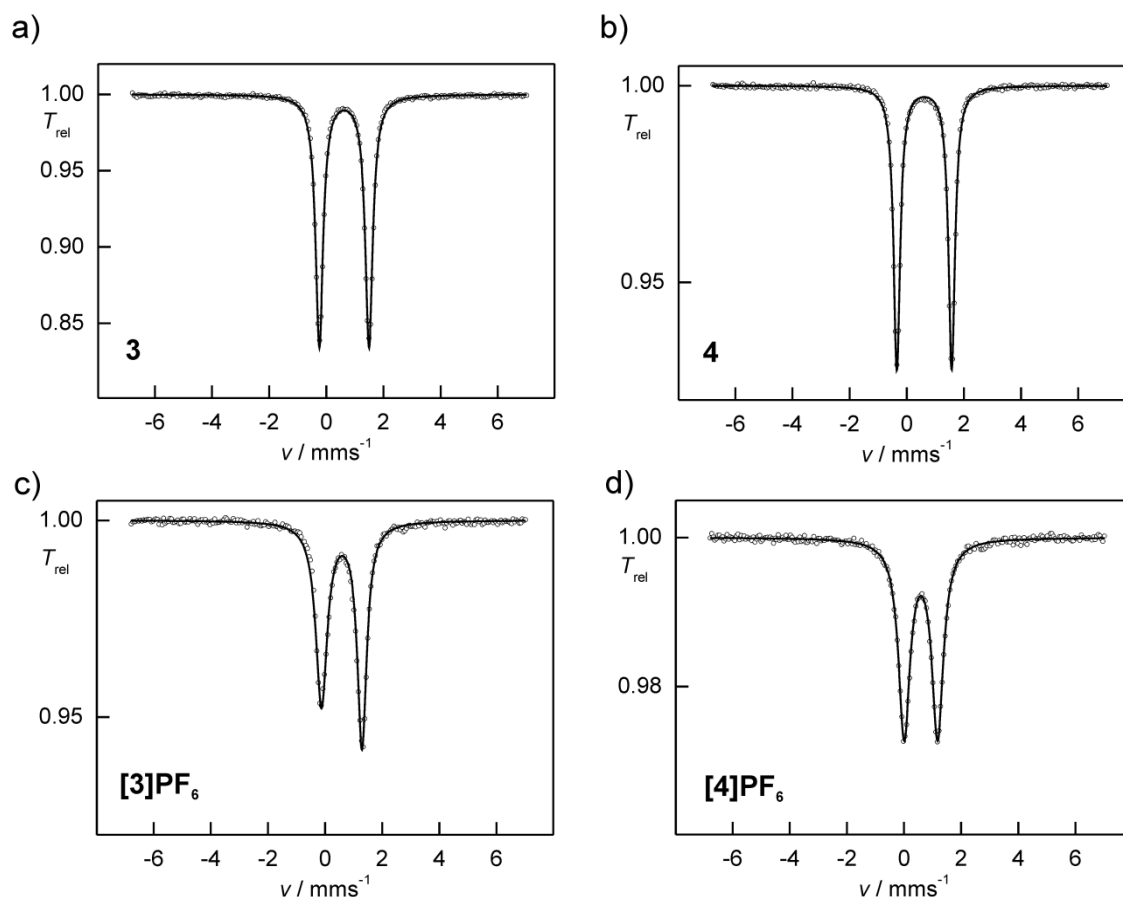 a)
1.00
T rel
0.95
0.90
0.85
3
-6 -4 -2 0 2 4 6
v / mms-1
b)
1.00
T rel
0.95
4
-6 -4 -2 0 2 4 6
v / mms-1
c)
1.00
T rel
0.95
[3]PF6
-6 -4 -2 0 2 4 6
v / mms-1
d)
1.00
T rel
0.98
[4]PF6
-6 -4 -2 0 2 4 6
v / mms-1